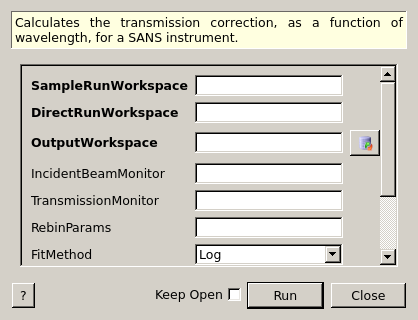 Calculates the transmission correction, as a function of
wavelength, for a SANS instrument.
SampleRunWorkspace
DirectRunWorkspace
OutputWorkspace
IncidentBeamMonitor
TransmissionMonitor
RebinParams
FitMethod Log
? Keep Open Run Close